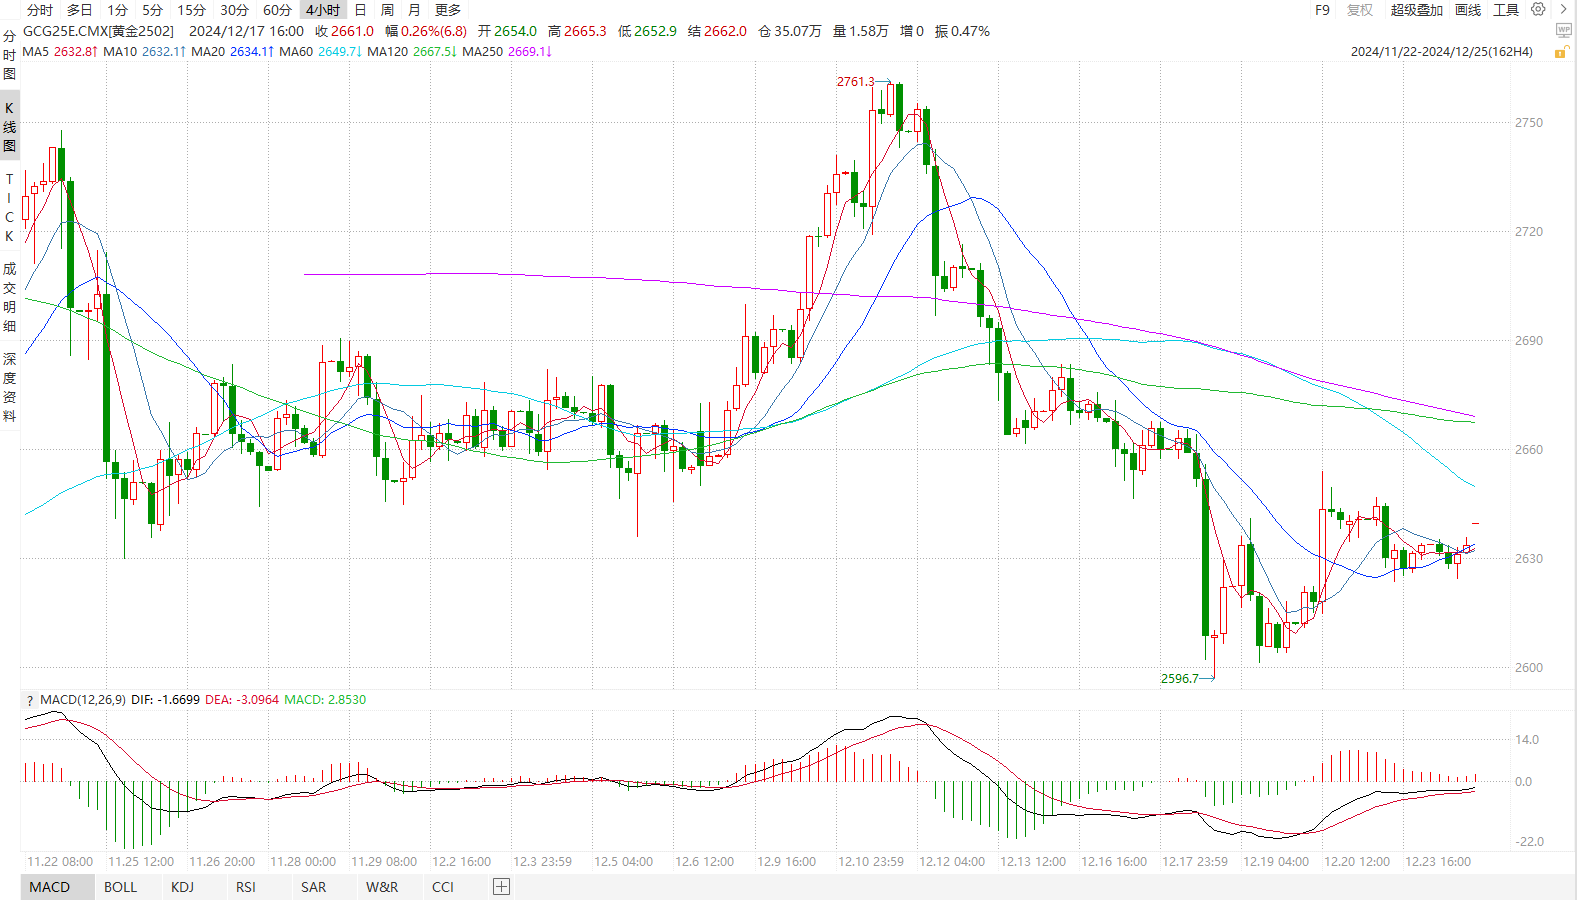 分时 多日 1分 5分 15分 30分 60分 4小时 日 周 月 更多 F9 复权 超级叠加 画线 工具
GCG25E.CMX[黄金2502] 2024/12/17 16:00 收 2661.0 幅 0.26%(6.8) 开 2654.0 高 2665.3 低 2652.9 结 2662.0 仓 35.07万 量 1.58万 增 0 振 0.47%
MA5 2632.8↑ MA10 2632.1↑ MA20 2634.1↑ MA60 2649.7↓ MA120 2667.5↓ MA250 2669.1↓ 2024/11/22-2024/12/25(162H4)
WP
分时图
K线图
TICK
成交明细
深度资料
2761.3
2750
2720
2690
2660
2630
2600
2596.7
? MACD(12,26,9) DIF: -1.6699 DEA: -3.0964 MACD: 2.8530
14.0
0.0
-22.0
11.22 08:00 11.25 12:00 11.26 20:00 11.28 00:00 11.29 08:00 12.2 16:00 12.3 23:59 12.5 04:00 12.6 12:00 12.9 16:00 12.10 23:59 12.12 04:00 12.13 12:00 12.16 16:00 12.17 23:59 12.19 04:00 12.20 12:00 12.23 16:00
MACD BOLL KDJ RSI SAR W&R CCI